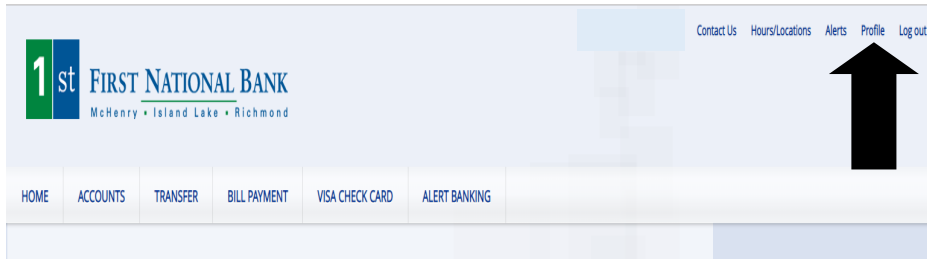 Contact Us Hours/Locations Alerts Profile Log out
1st FIRST NATIONAL BANK
McHenry • Island Lake • Richmond
HOME ACCOUNTS TRANSFER BILL PAYMENT VISA CHECK CARD ALERT BANKING